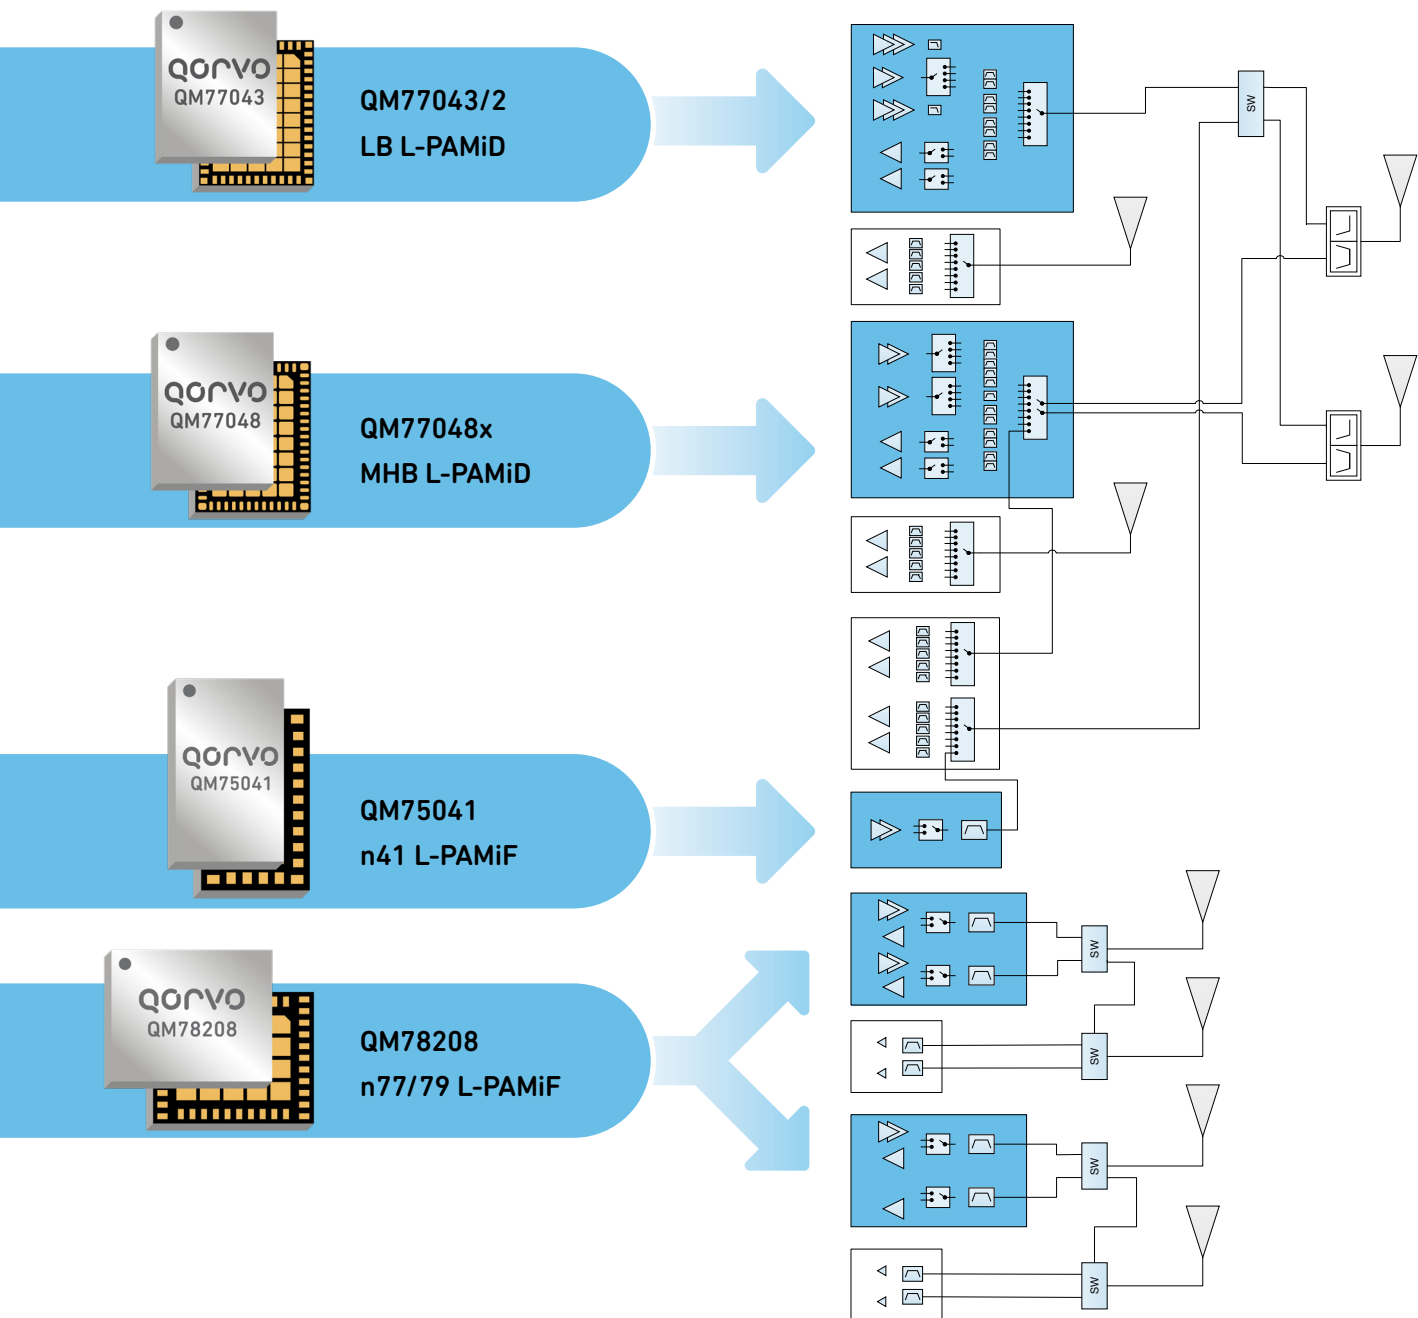 QORVO
QM77043
QM77043/2
LB L-PAMiD
SW
QORVO
QM77048
QM77048x
MHB L-PAMiD
QORVO
QM75041
QM75041
n41 L-PAMiF
QORVO
QM78208
QM78208
n77/79 L-PAMiF
SW
SW
SW
SW